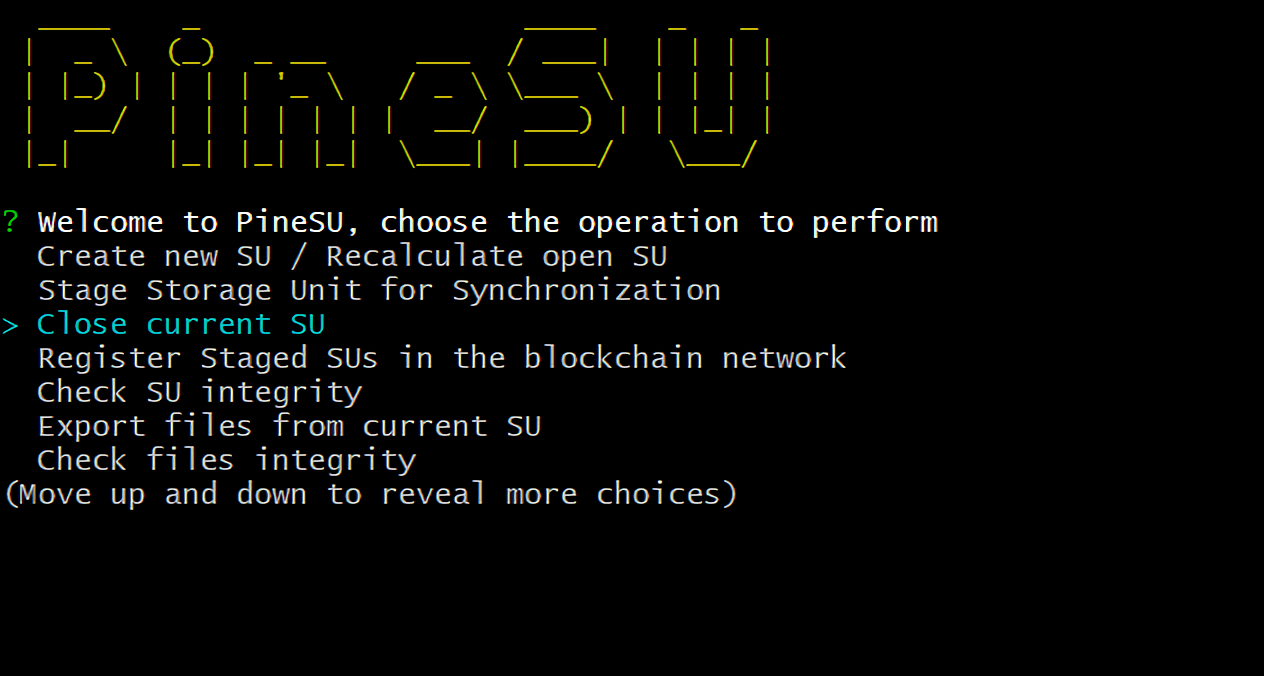 PineSU
? Welcome to PineSU, choose the operation to perform
Create new SU / Recalculate open SU
Stage Storage Unit for Synchronization
> Close current SU
Register Staged SUs in the blockchain network
Check SU integrity
Export files from current SU
Check files integrity
(Move up and down to reveal more choices)